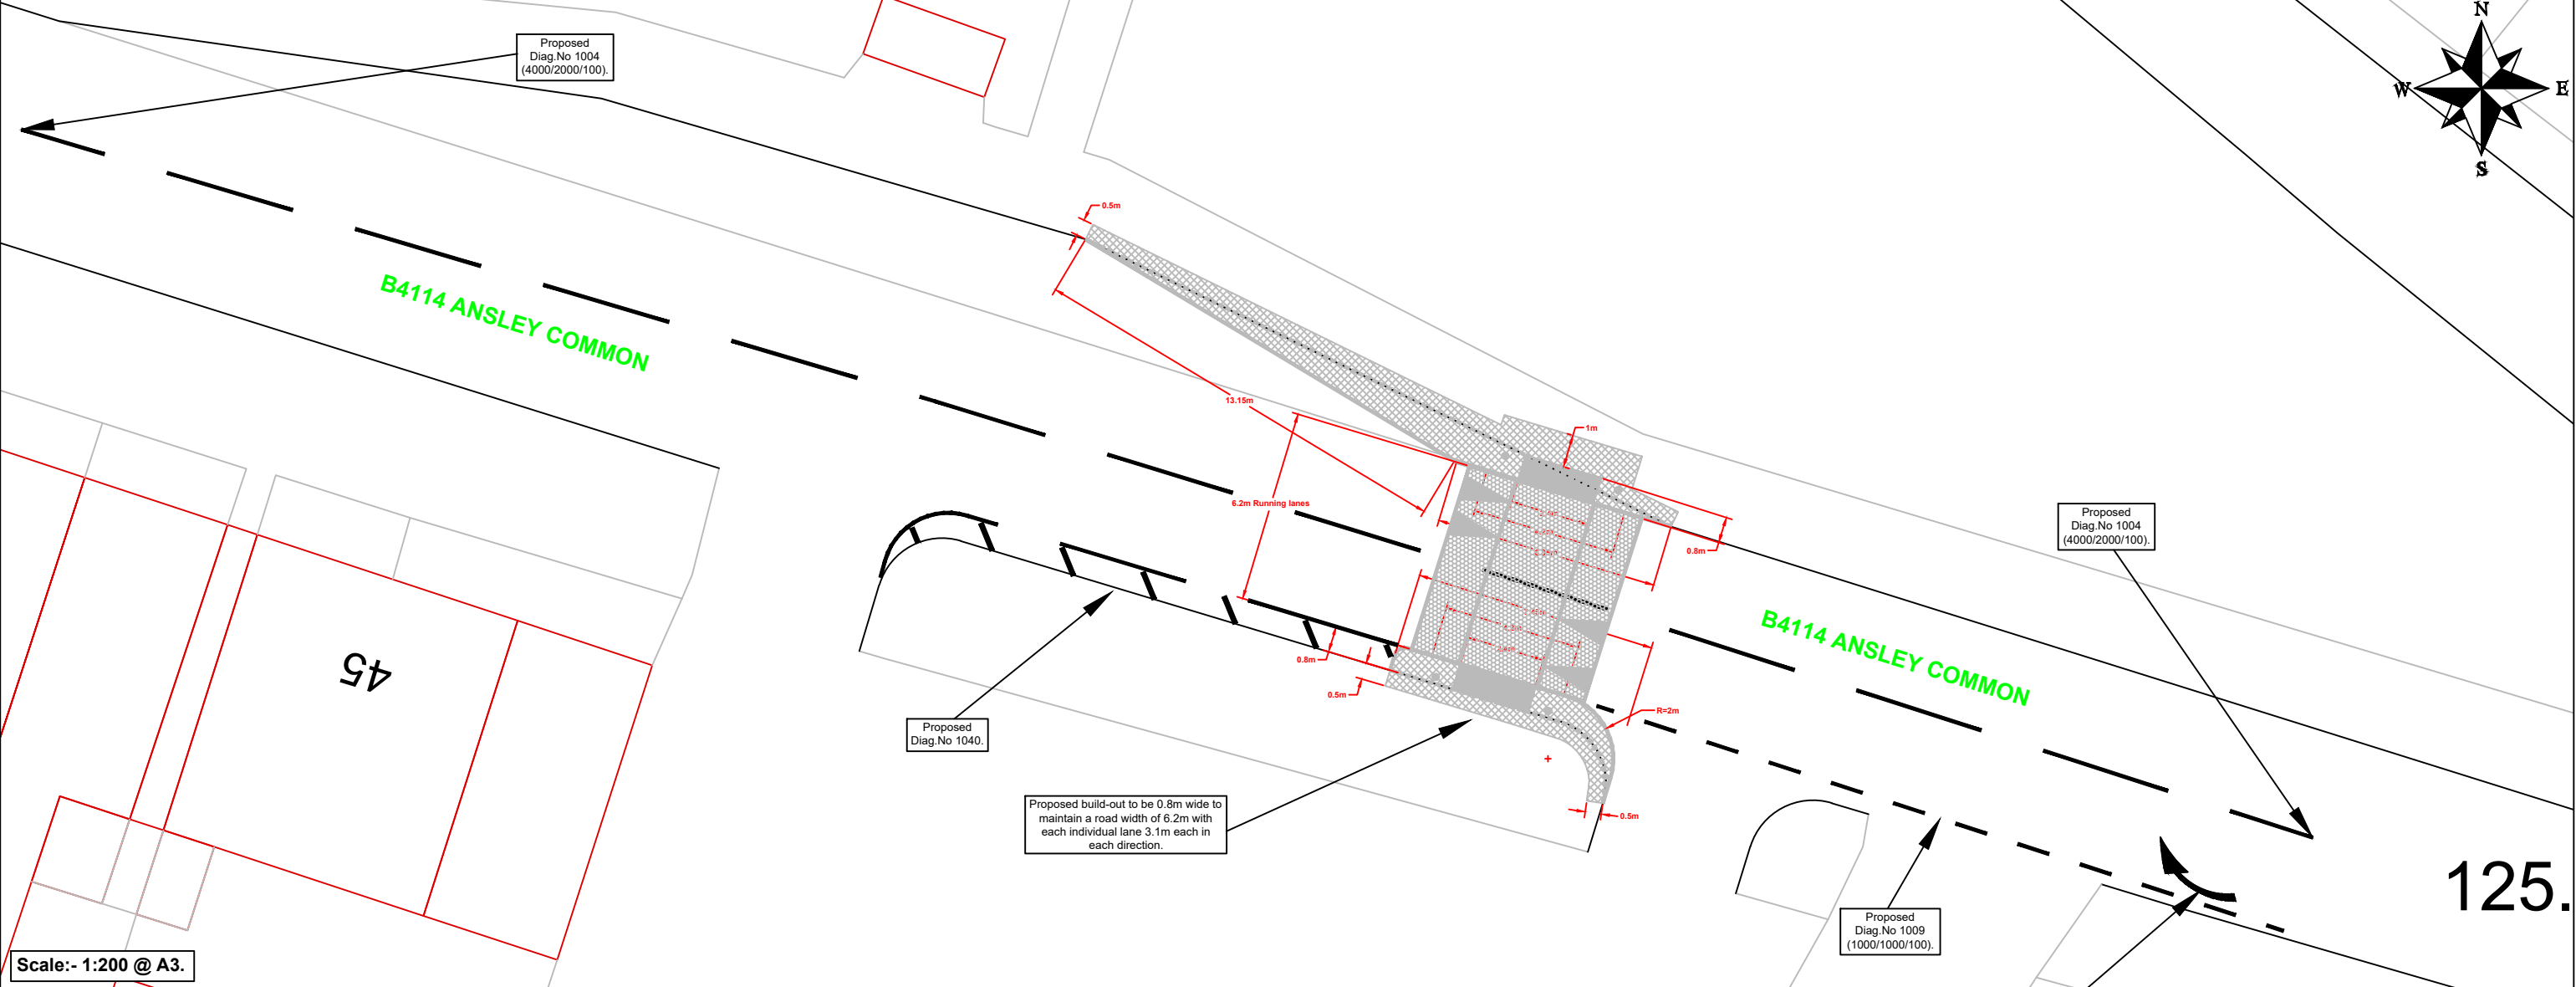 N
W
E
S
Proposed
Diag.No 1004
(4000/2000/100).
0.5m
B4114 ANSLEY COMMON
13.15m
1m
6.2m Running lanes
0.8m
Proposed
Diag.No 1004
(4000/2000/100).
B4114 ANSLEY COMMON
45
0.8m
0.5m
R=2m
Proposed
Diag.No 1040.
Proposed build-out to be 0.8m wide to
maintain a road width of 6.2m with
each individual lane 3.1m each in
each direction.
0.5m
125.
Proposed
Diag.No 1009
(1000/1000/100).
Scale:- 1:200 @ A3.